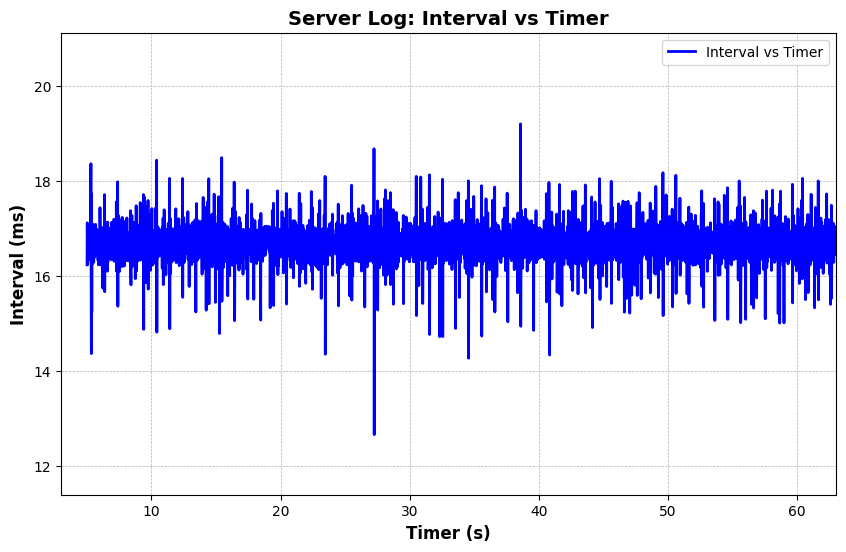 Server Log: Interval vs Timer
Interval vs Timer
20
18
16
14
12
Interval (ms)
10 20 30 40 50 60
Timer (s)